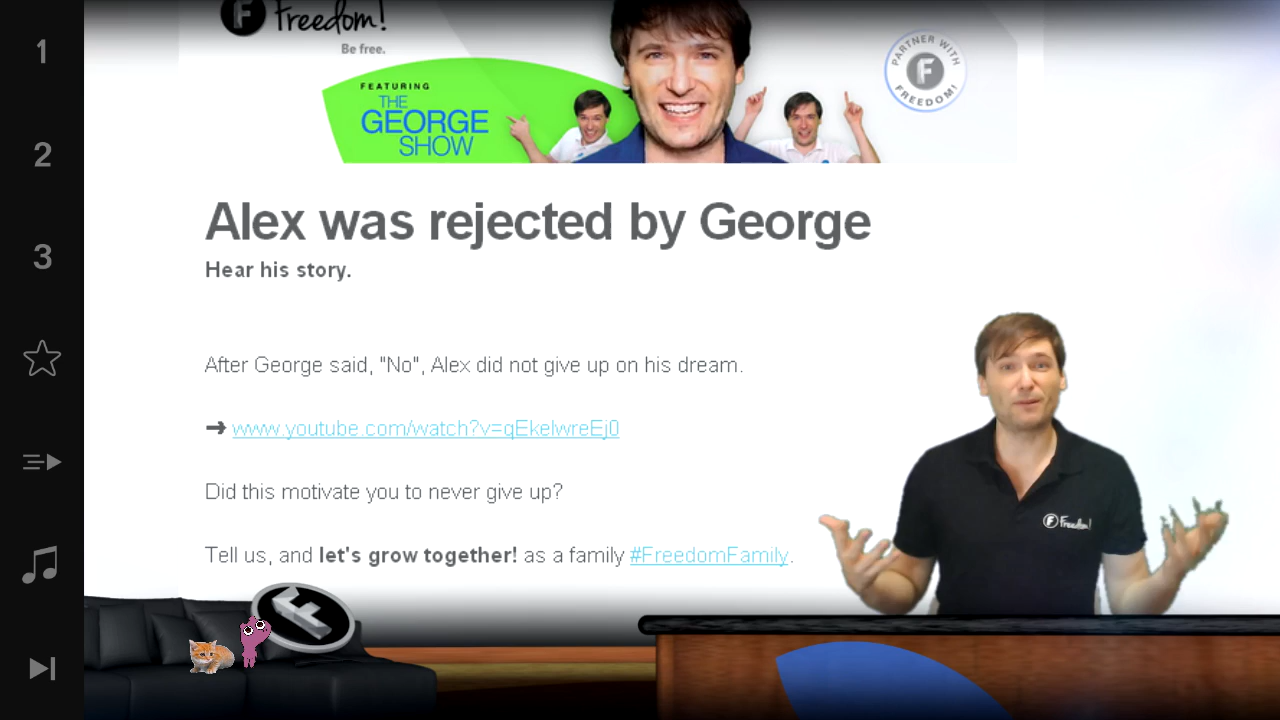 1
2
3
F Freedom!
Be free.
FEATURING
THE
GEORGE
SHOW
PARTNER WITH
F
FREEDOM!
Alex was rejected by George
Hear his story.
After George said, "No", Alex did not give up on his dream.
➞ www.youtube.com/watch?v=qEkelwreEj0
Did this motivate you to never give up?
Tell us, and let's grow together! as a family #FreedomFamily.
F Freedom!
F